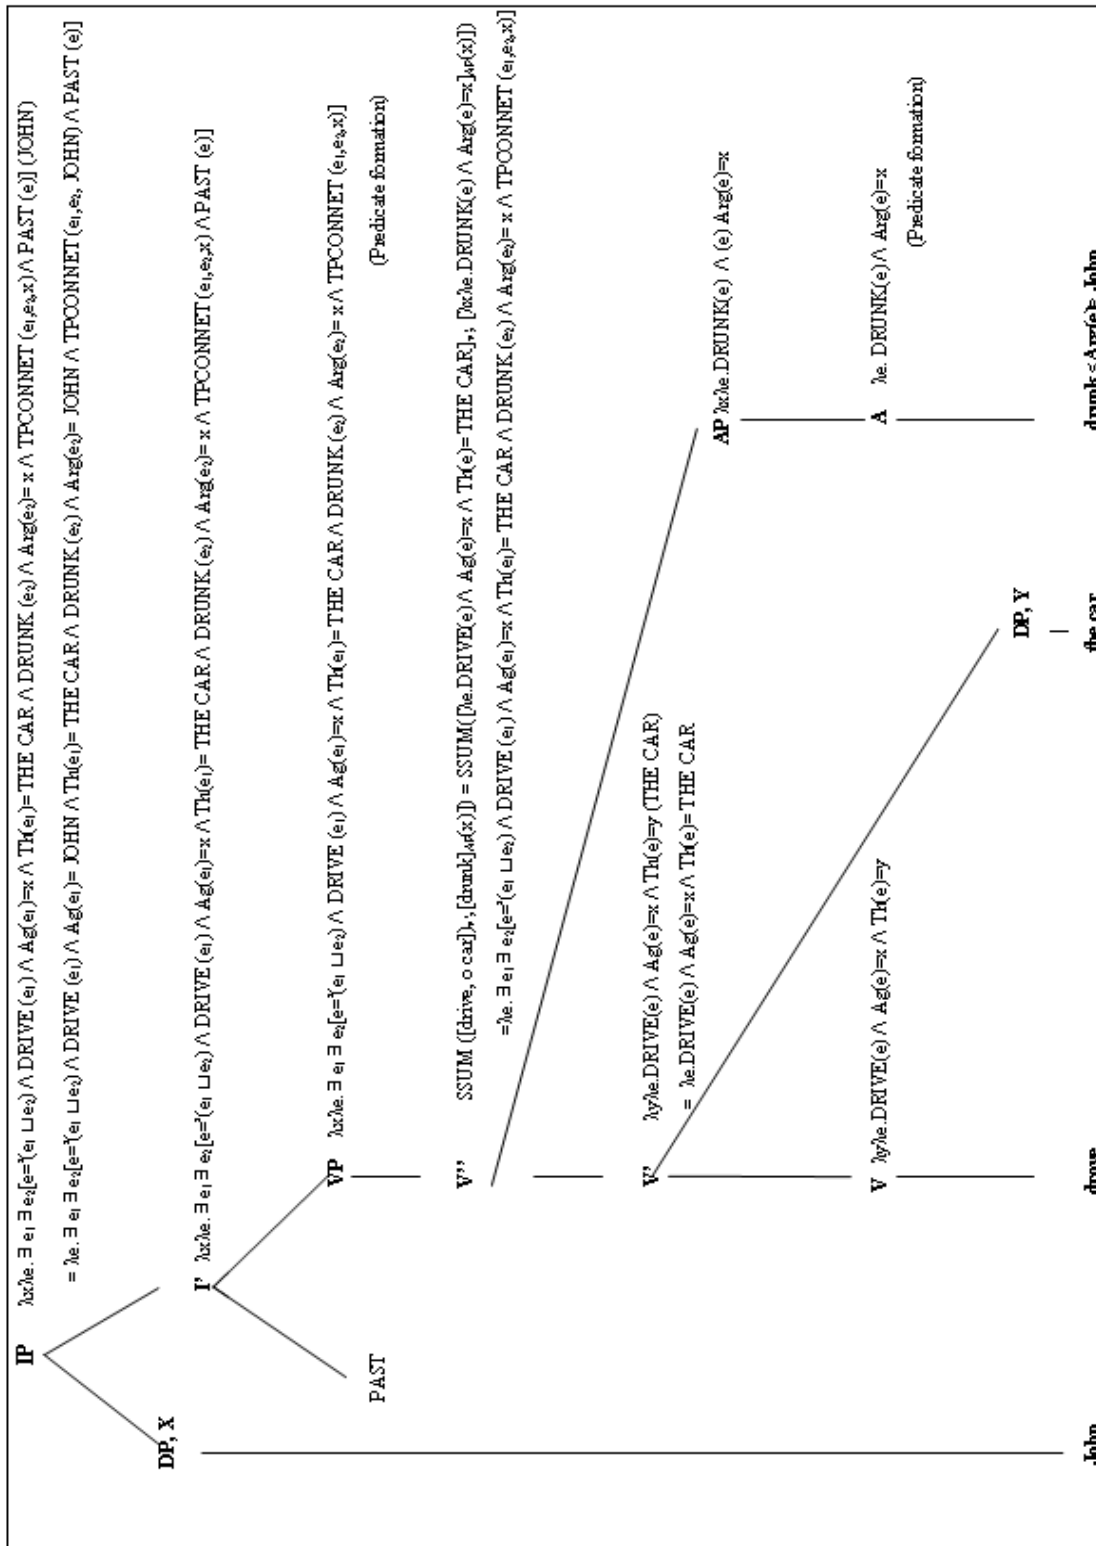 IP λxλe.∃e₁∃e₂[e=ˢ(e₁⊔e₂)∧DRIVE(e₁)∧Ag(e₁)=x∧Th(e₁)=THE CAR∧DRUNK(e₂)∧Arg(e₂)=x∧TPCONNET(e₁,e₂,x)∧PAST(e)](JOHN)
= λe.∃e₁∃e₂[e=ˢ(e₁⊔e₂)∧DRIVE(e₁)∧Ag(e₁)=JOHN∧Th(e₁)=THE CAR∧DRUNK(e₂)∧Arg(e₂)=JOHN∧TPCONNET(e₁,e₂,JOHN)∧PAST(e)]
DP, X
I' λxλe.∃e₁∃e₂[e=ˢ(e₁⊔e₂)∧DRIVE(e₁)∧Ag(e₁)=x∧Th(e₁)=THE CAR∧DRUNK(e₂)∧Arg(e₂)=x∧TPCONNET(e₁,e₂,x)∧PAST(e)]
PAST
VP λxλe.∃e₁∃e₂[e=ˢ(e₁⊔e₂)∧DRIVE(e₁)∧Ag(e₁)=x∧Th(e₁)=THE CAR∧DRUNK(e₂)∧Arg(e₂)=x∧TPCONNET(e₁,e₂,x)]
(Predicate formation)
V'' SSUM([drive, o car], [drunk]AP(x)]) = SSUM([λe.DRIVE(e)∧Ag(e)=x∧Th(e)=THE CAR], [λxλe.DRUNK(e)∧Arg(e)=x]AP(x)])
=λe.∃e₁∃e₂[e=ˢ(e₁⊔e₂)∧DRIVE(e₁)∧Ag(e₁)=x∧Th(e₁)=THE CAR∧DRUNK(e₂)∧Arg(e₂)=x∧TPCONNET(e₁,e₂,x)]
V' λyλe.DRIVE(e)∧Ag(e)=x∧Th(e)=y (THE CAR)
= λe.DRIVE(e)∧Ag(e)=x∧Th(e)=THE CAR
AP λxλe.DRUNK(e)∧(e)Arg(e)=x
V λyλe.DRIVE(e)∧Ag(e)=x∧Th(e)=y
A λe.DRUNK(e)∧Arg(e)=x
(Predicate formation)
DP, Y
John drove the car drunk <Arg(e)= John